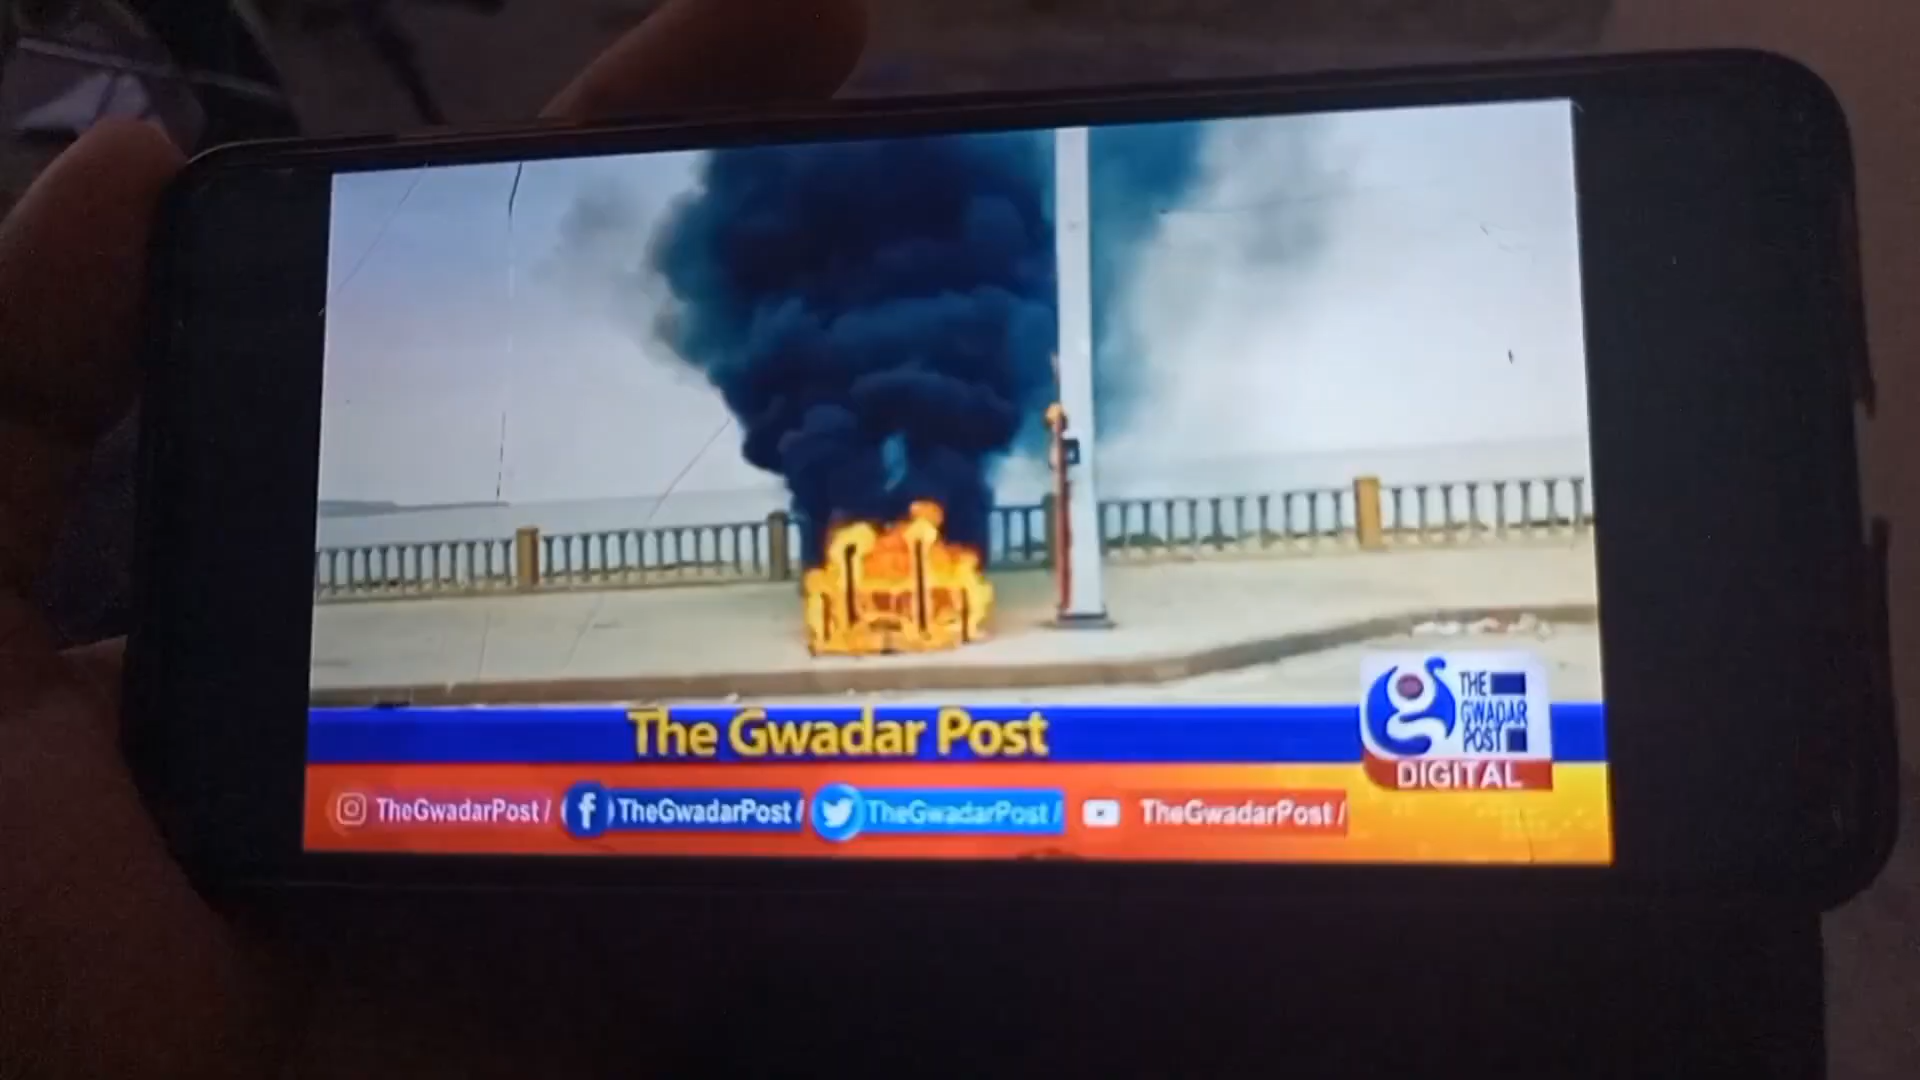 The Gwadar Post
THE
GWADAR
POST
DIGITAL
TheGwadarPost /
f TheGwadarPost /
TheGwadarPost /
TheGwadarPost /